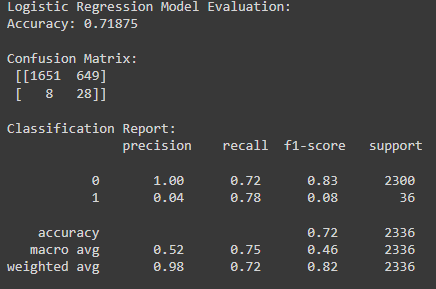 Logistic Regression Model Evaluation:
Accuracy: 0.71875
Confusion Matrix:
[[1651 649]
[ 8 28]]
Classification Report:
precision recall f1-score support
0 1.00 0.72 0.83 2300
1 0.04 0.78 0.08 36
accuracy 0.72 2336
macro avg 0.52 0.75 0.46 2336
weighted avg 0.98 0.72 0.82 2336